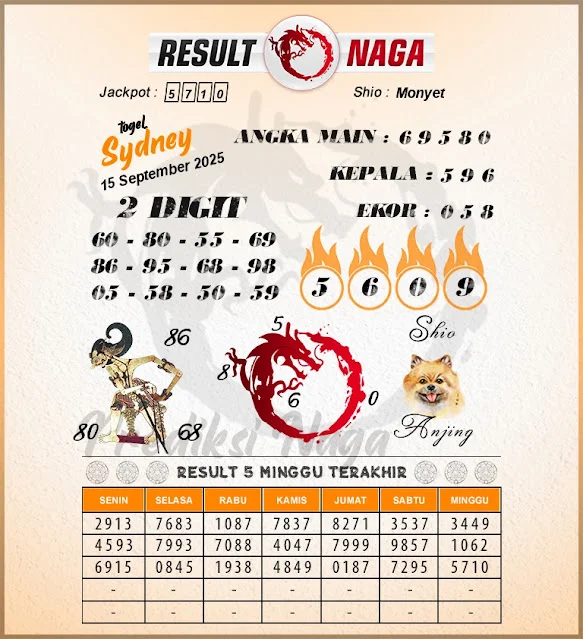 RESULT NAGA
Jackpot : 5710
Shio : Monyet
togel
Sydney
15 September 2025
ANGKA MAIN : 6 9 5 8 0
KEPALA : 5 9 6
EKOR : 0 5 8
2 DIGIT
60 - 80 - 55 - 69
86 - 95 - 68 - 98
05 - 58 - 50 - 59
5 6 0 9
86
80
68
5
8
6
0
Shio
Anjing
Prediksi Naga
RESULT 5 MINGGU TERAKHIR
SENIN SELASA RABU KAMIS JUMAT SABTU MINGGU
2913 7683 1087 7837 8271 3537 3449
4593 7993 7088 4047 7999 9857 1062
6915 0845 1938 4849 0187 7295 5710
- - - - - - -
- - - - - - -